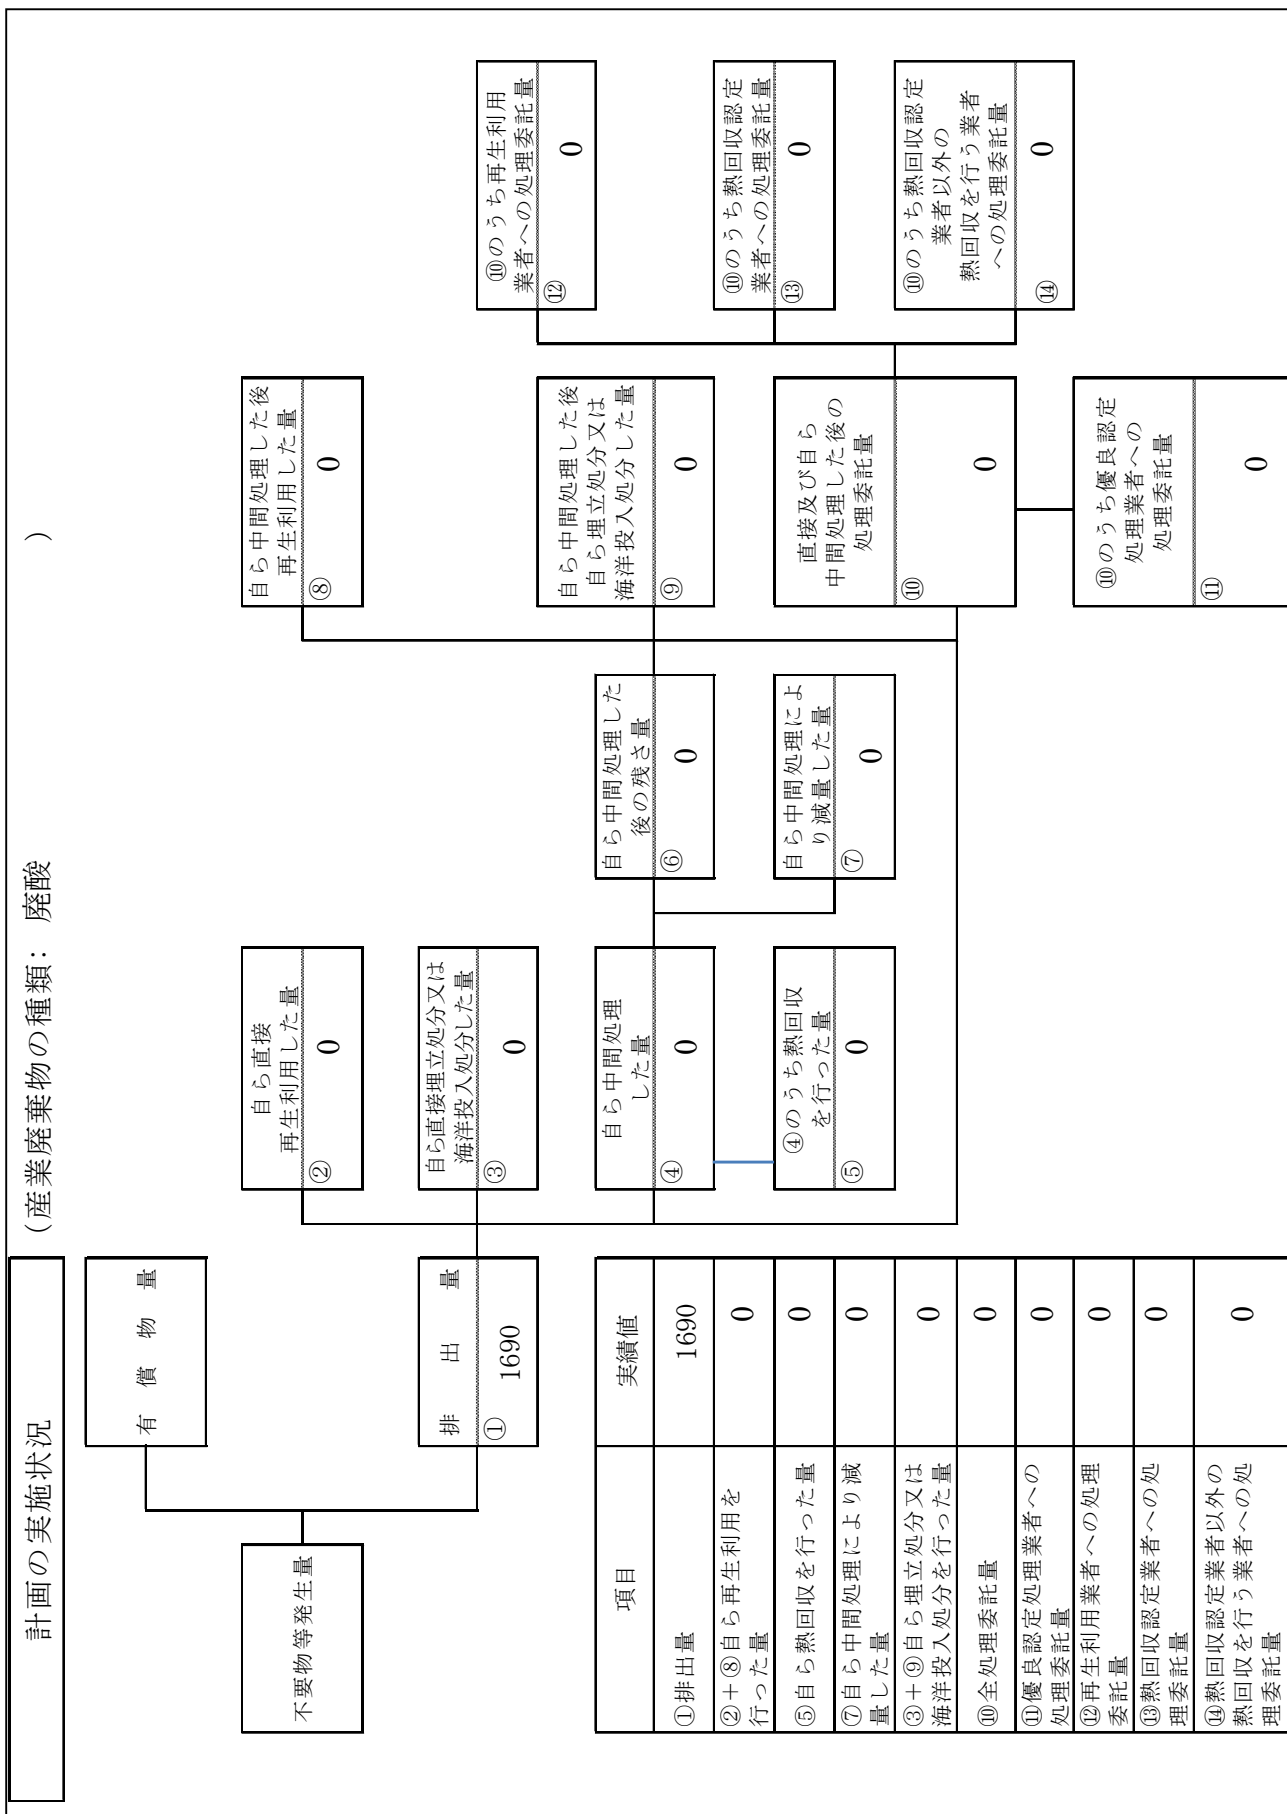 計画の実施状況
(産業廃棄物の種類： 廃酸 )
不要物等発生量
有償物量
排出量
①
1690
自ら直接
再生利用した量
②
0
自ら直接埋立処分又は
海洋投入処分した量
③
0
自ら中間処理
した量
④
0
④のうち熱回収
を行った量
⑤
0
自ら中間処理した
後の残さ量
⑥
0
自ら中間処理によ
り減量した量
⑦
0
自ら中間処理した後
再生利用した量
⑧
0
自ら中間処理した後
自ら埋立処分又は
海洋投入処分した量
⑨
0
直接及び自ら
中間処理した後の
処理委託量
⑩
0
⑩のうち優良認定
処理業者への
処理委託量
⑪
0
⑩のうち再生利用
業者への処理委託量
⑫
0
⑩のうち熱回収認定
業者への処理委託量
⑬
0
⑩のうち熱回収認定
業者以外の
熱回収を行う業者
への処理委託量
⑭
0
項目 実績値
①排出量 1690
②＋⑧自ら再生利用を
行った量 0
⑤自ら熱回収を行った量 0
⑦自ら中間処理により減
量した量 0
③＋⑨自ら埋立処分又は
海洋投入処分を行った量 0
⑩全処理委託量 0
⑪優良認定処理業者への
処理委託量 0
⑫再生利用業者への処理
委託量 0
⑬熱回収認定業者への処
理委託量 0
⑭熱回収認定業者以外の
熱回収を行う業者への処
理委託量 0